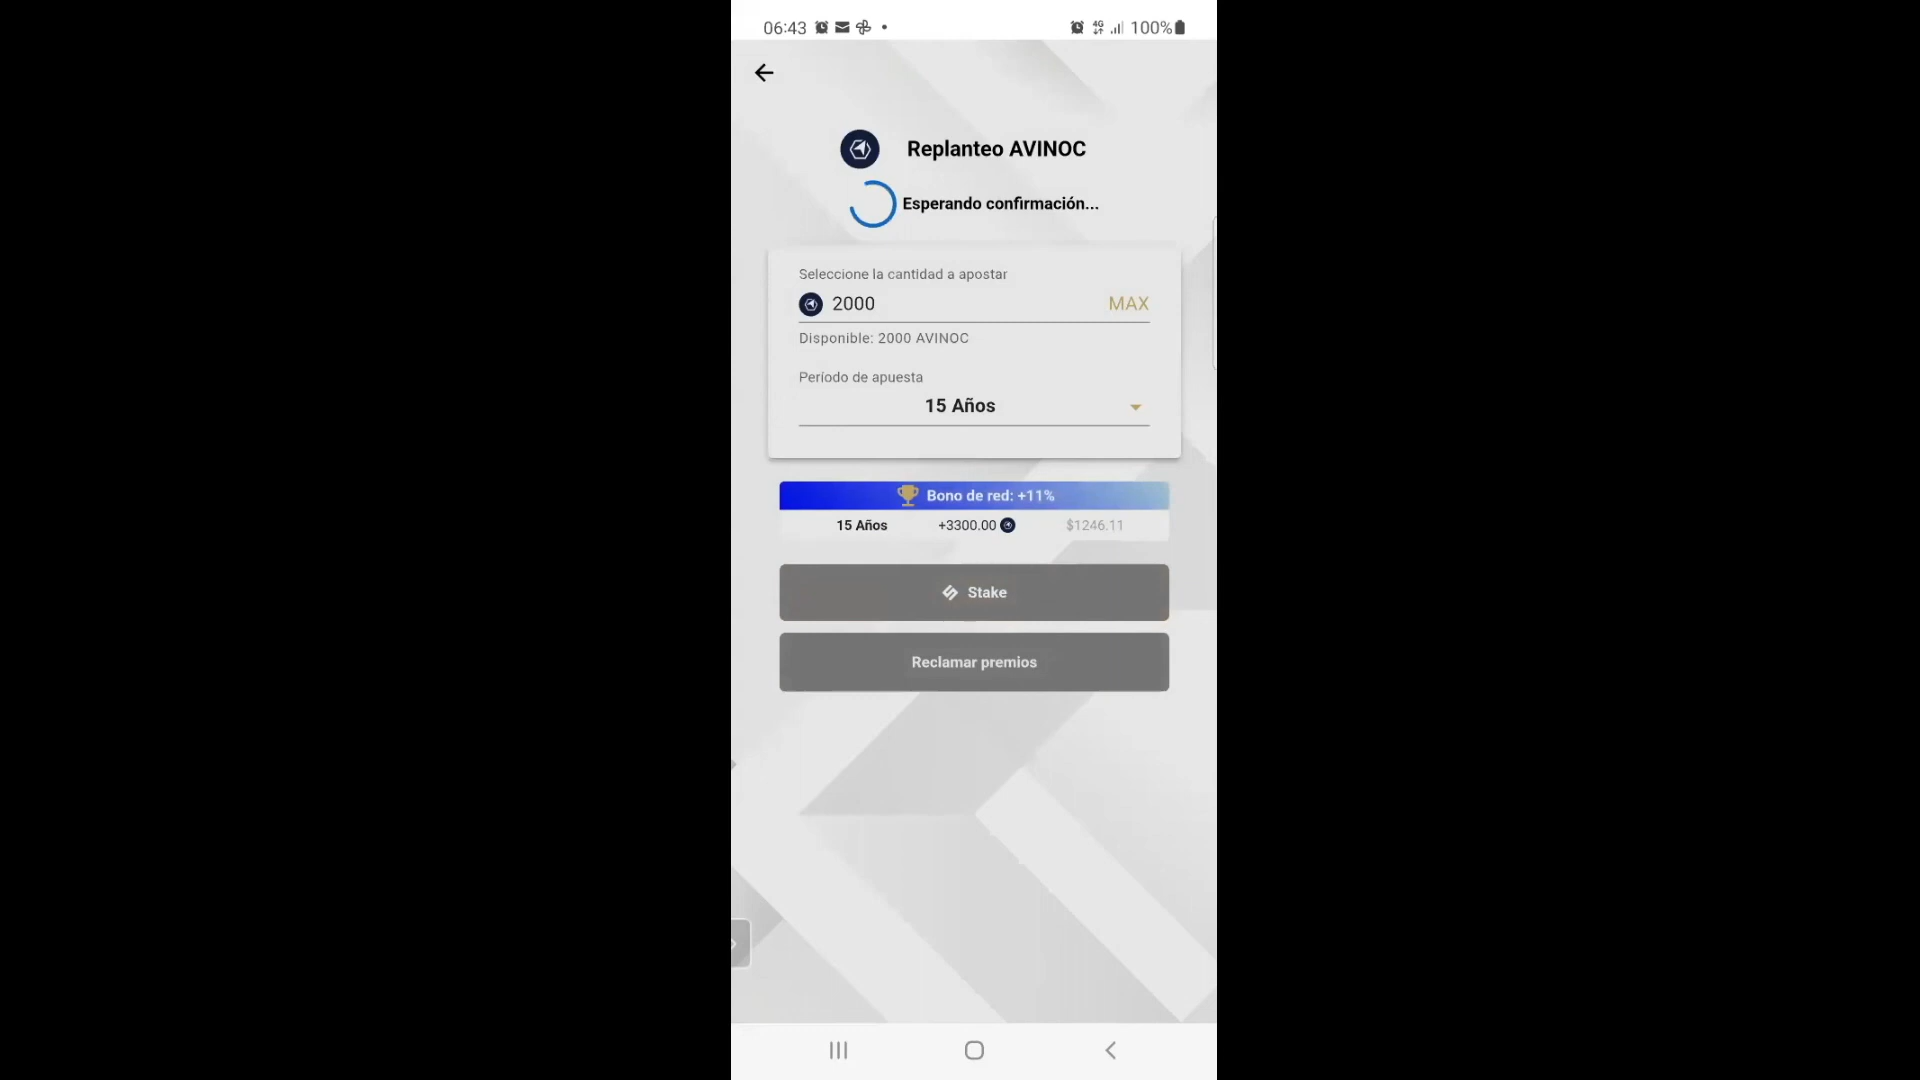 06:43 4G 100%
Replanteo AVINOC
Esperando confirmación...
Seleccione la cantidad a apostar
2000 MAX
Disponible: 2000 AVINOC
Período de apuesta
15 Años
Bono de red: +11%
15 Años +3300.00 $1246.11
Stake
Reclamar premios